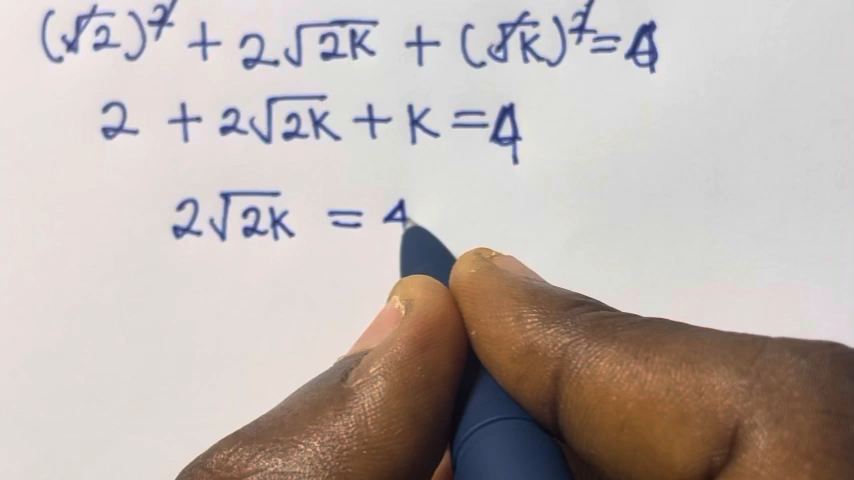 (√2)² + 2√2K + (√K)² = 4
2 + 2√2K + K = 4
2√2K = 4